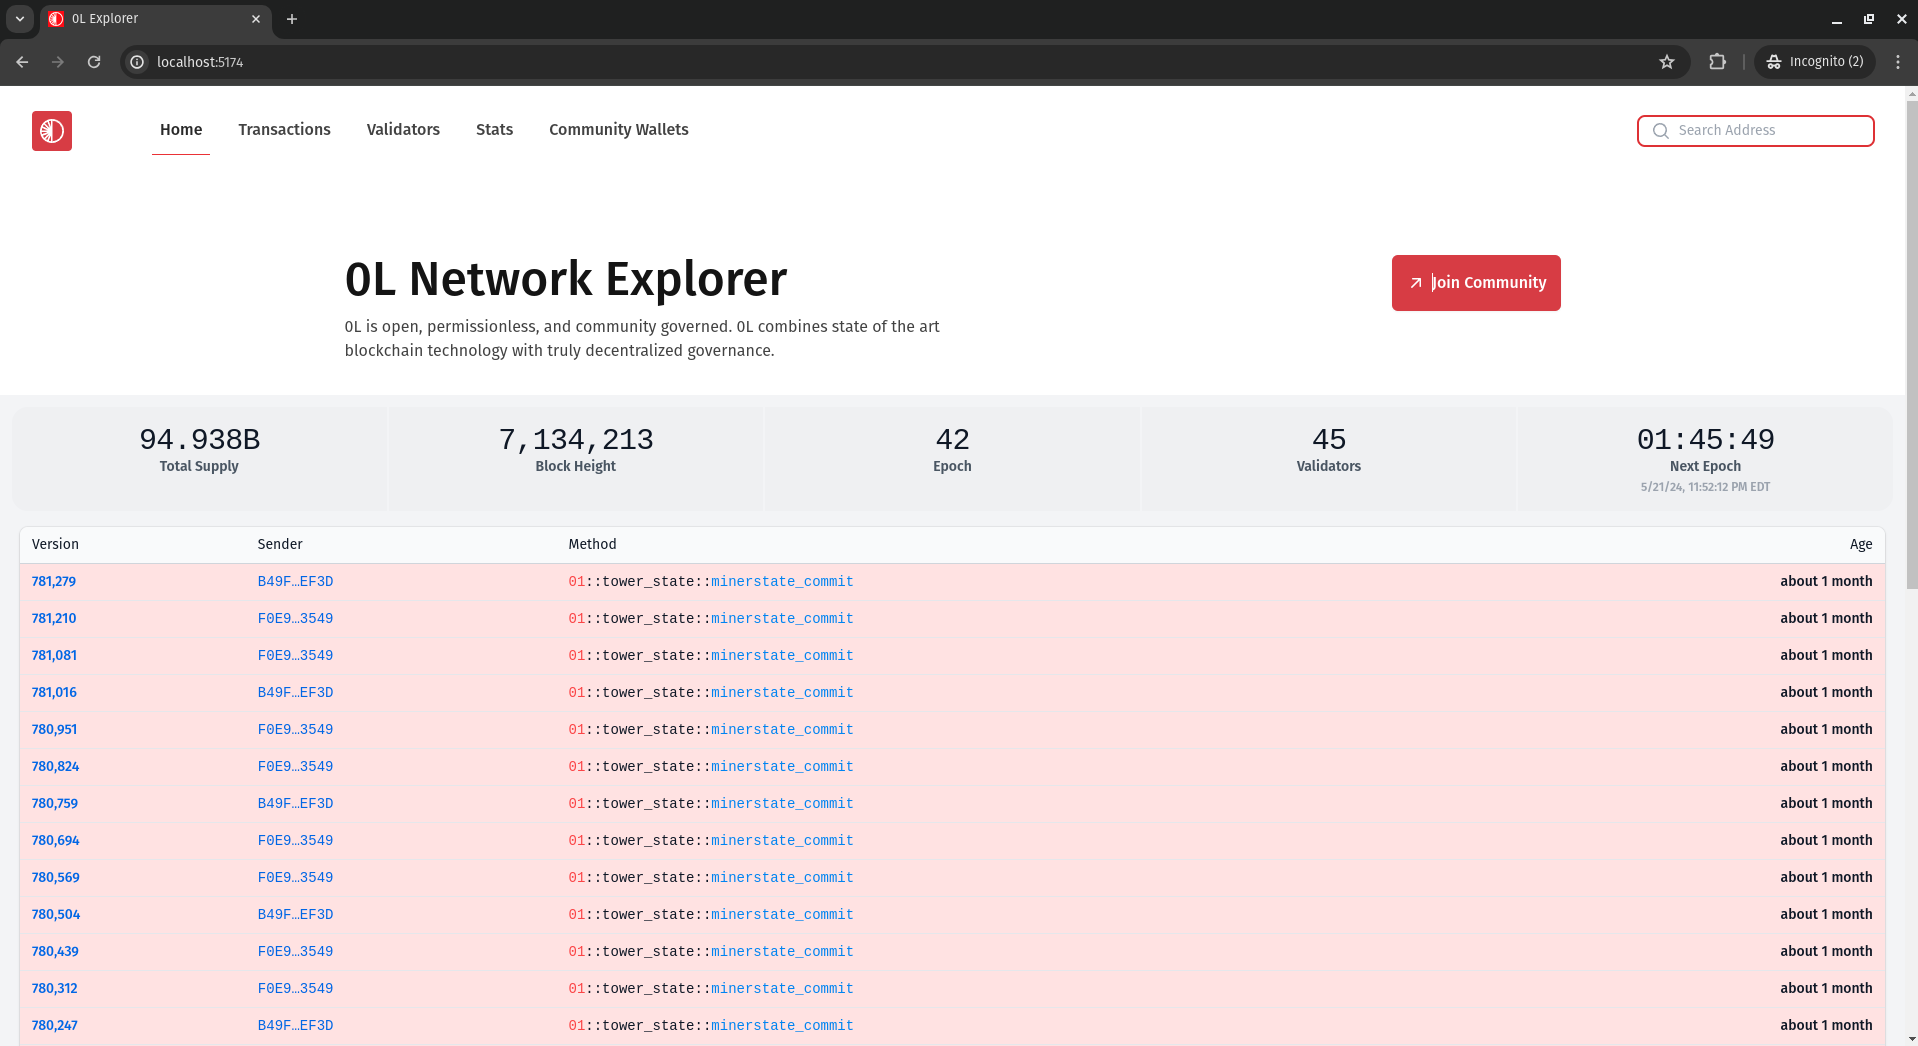 0L Explorer
localhost:5174
Incognito (2)
Home Transactions Validators Stats Community Wallets
Search Address
0L Network Explorer
Join Community
0L is open, permissionless, and community governed. 0L combines state of the art
blockchain technology with truly decentralized governance.
94.938B 7,134,213 42 45 01:45:49
Total Supply Block Height Epoch Validators Next Epoch
5/21/24, 11:52:12 PM EDT
Version Sender Method Age
781,279 B49F…EF3D 01::tower_state::minerstate_commit about 1 month
781,210 F0E9…3549 01::tower_state::minerstate_commit about 1 month
781,081 F0E9…3549 01::tower_state::minerstate_commit about 1 month
781,016 B49F…EF3D 01::tower_state::minerstate_commit about 1 month
780,951 F0E9…3549 01::tower_state::minerstate_commit about 1 month
780,824 F0E9…3549 01::tower_state::minerstate_commit about 1 month
780,759 B49F…EF3D 01::tower_state::minerstate_commit about 1 month
780,694 F0E9…3549 01::tower_state::minerstate_commit about 1 month
780,569 F0E9…3549 01::tower_state::minerstate_commit about 1 month
780,504 B49F…EF3D 01::tower_state::minerstate_commit about 1 month
780,439 F0E9…3549 01::tower_state::minerstate_commit about 1 month
780,312 F0E9…3549 01::tower_state::minerstate_commit about 1 month
780,247 B49F…EF3D 01::tower_state::minerstate_commit about 1 month